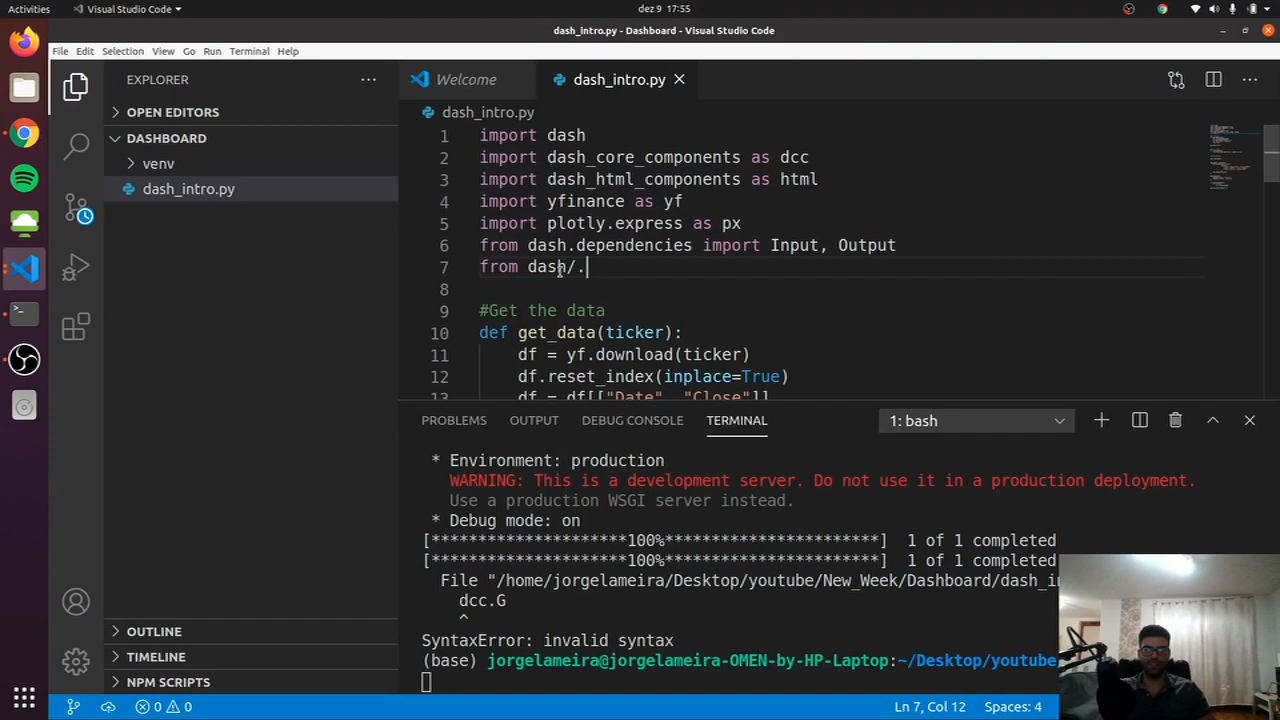 Activities
Visual Studio Code
dez 9 17:55
dash_intro.py - Dashboard - Visual Studio Code
File Edit Selection View Go Run Terminal Help
EXPLORER
OPEN EDITORS
DASHBOARD
venv
dash_intro.py
OUTLINE
TIMELINE
NPM SCRIPTS
Welcome
dash_intro.py
dash_intro.py
1 import dash
2 import dash_core_components as dcc
3 import dash_html_components as html
4 import yfinance as yf
5 import plotly.express as px
6 from dash.dependencies import Input, Output
7 from dash/.
8
9 #Get the data
10 def get_data(ticker):
11 df = yf.download(ticker)
12 df.reset_index(inplace=True)
13 df = df[["Date", "Close"]]
PROBLEMS OUTPUT DEBUG CONSOLE TERMINAL
1: bash
* Environment: production
WARNING: This is a development server. Do not use it in a production deployment.
Use a production WSGI server instead.
* Debug mode: on
[*********************100%***********************] 1 of 1 completed
[*********************100%***********************] 1 of 1 completed
File "/home/jorgelameira/Desktop/youtube/New_Week/Dashboard/dash_in
dcc.G
^
SyntaxError: invalid syntax
(base) jorgelameira@jorgelameira-OMEN-by-HP-Laptop:~/Desktop/youtube
0 0
Ln 7, Col 12
Spaces: 4